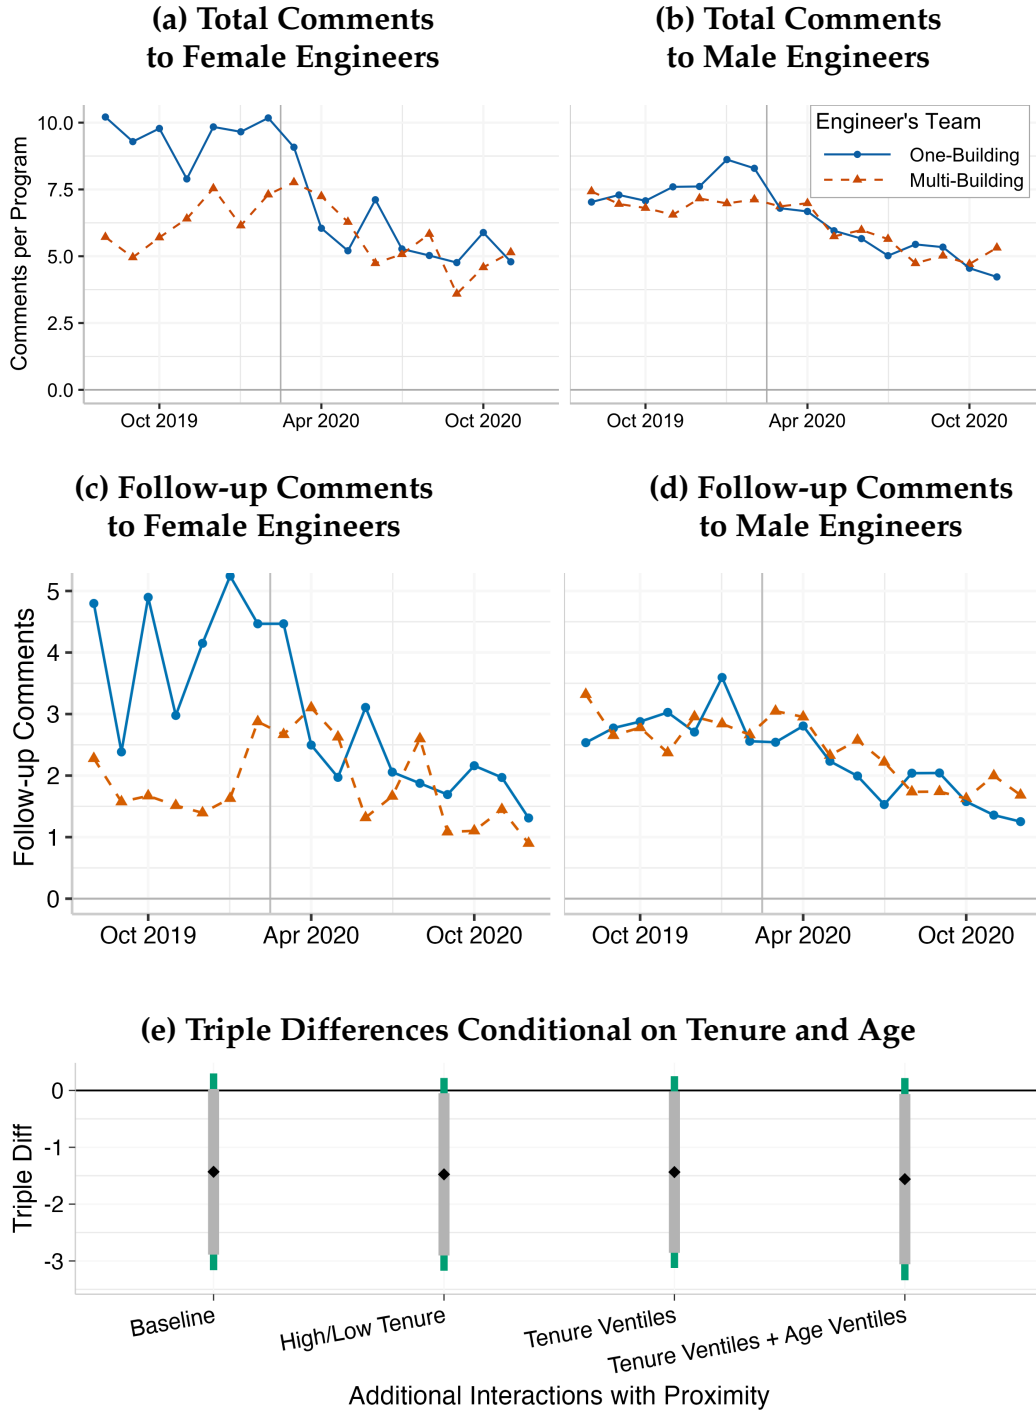 (a) Total Comments
to Female Engineers
(b) Total Comments
to Male Engineers
Comments per Program
10.0
7.5
5.0
2.5
0.0
Oct 2019
Apr 2020
Oct 2020
Engineer's Team
One-Building
Multi-Building
Oct 2019
Apr 2020
Oct 2020
(c) Follow-up Comments
to Female Engineers
(d) Follow-up Comments
to Male Engineers
Follow-up Comments
5
4
3
2
1
0
Oct 2019
Apr 2020
Oct 2020
Oct 2019
Apr 2020
Oct 2020
(e) Triple Differences Conditional on Tenure and Age
Triple Diff
0
-1
-2
-3
Baseline
High/Low Tenure
Tenure Ventiles
Tenure Ventiles + Age Ventiles
Additional Interactions with Proximity